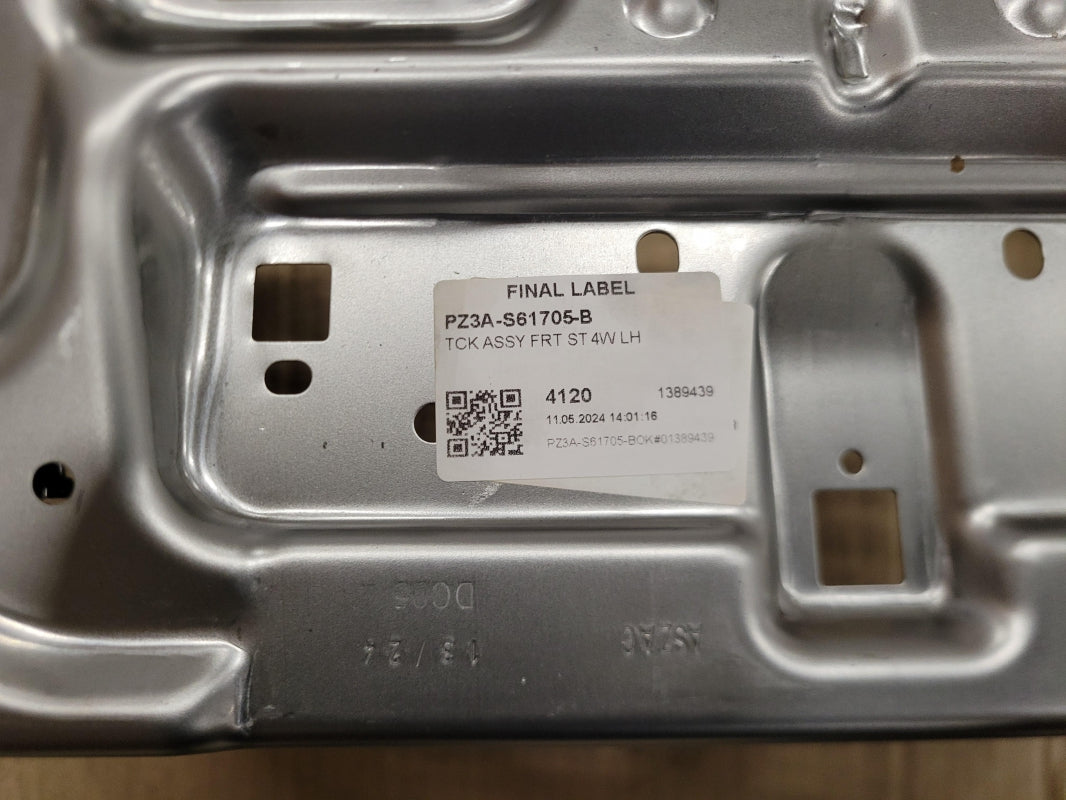 FINAL LABEL
PZ3A-S61705-B
TCK ASSY FRT ST 4W LH
4120 1389439
11.05.2024 14:01:16
PZ3A-S61705-BOK#01389439